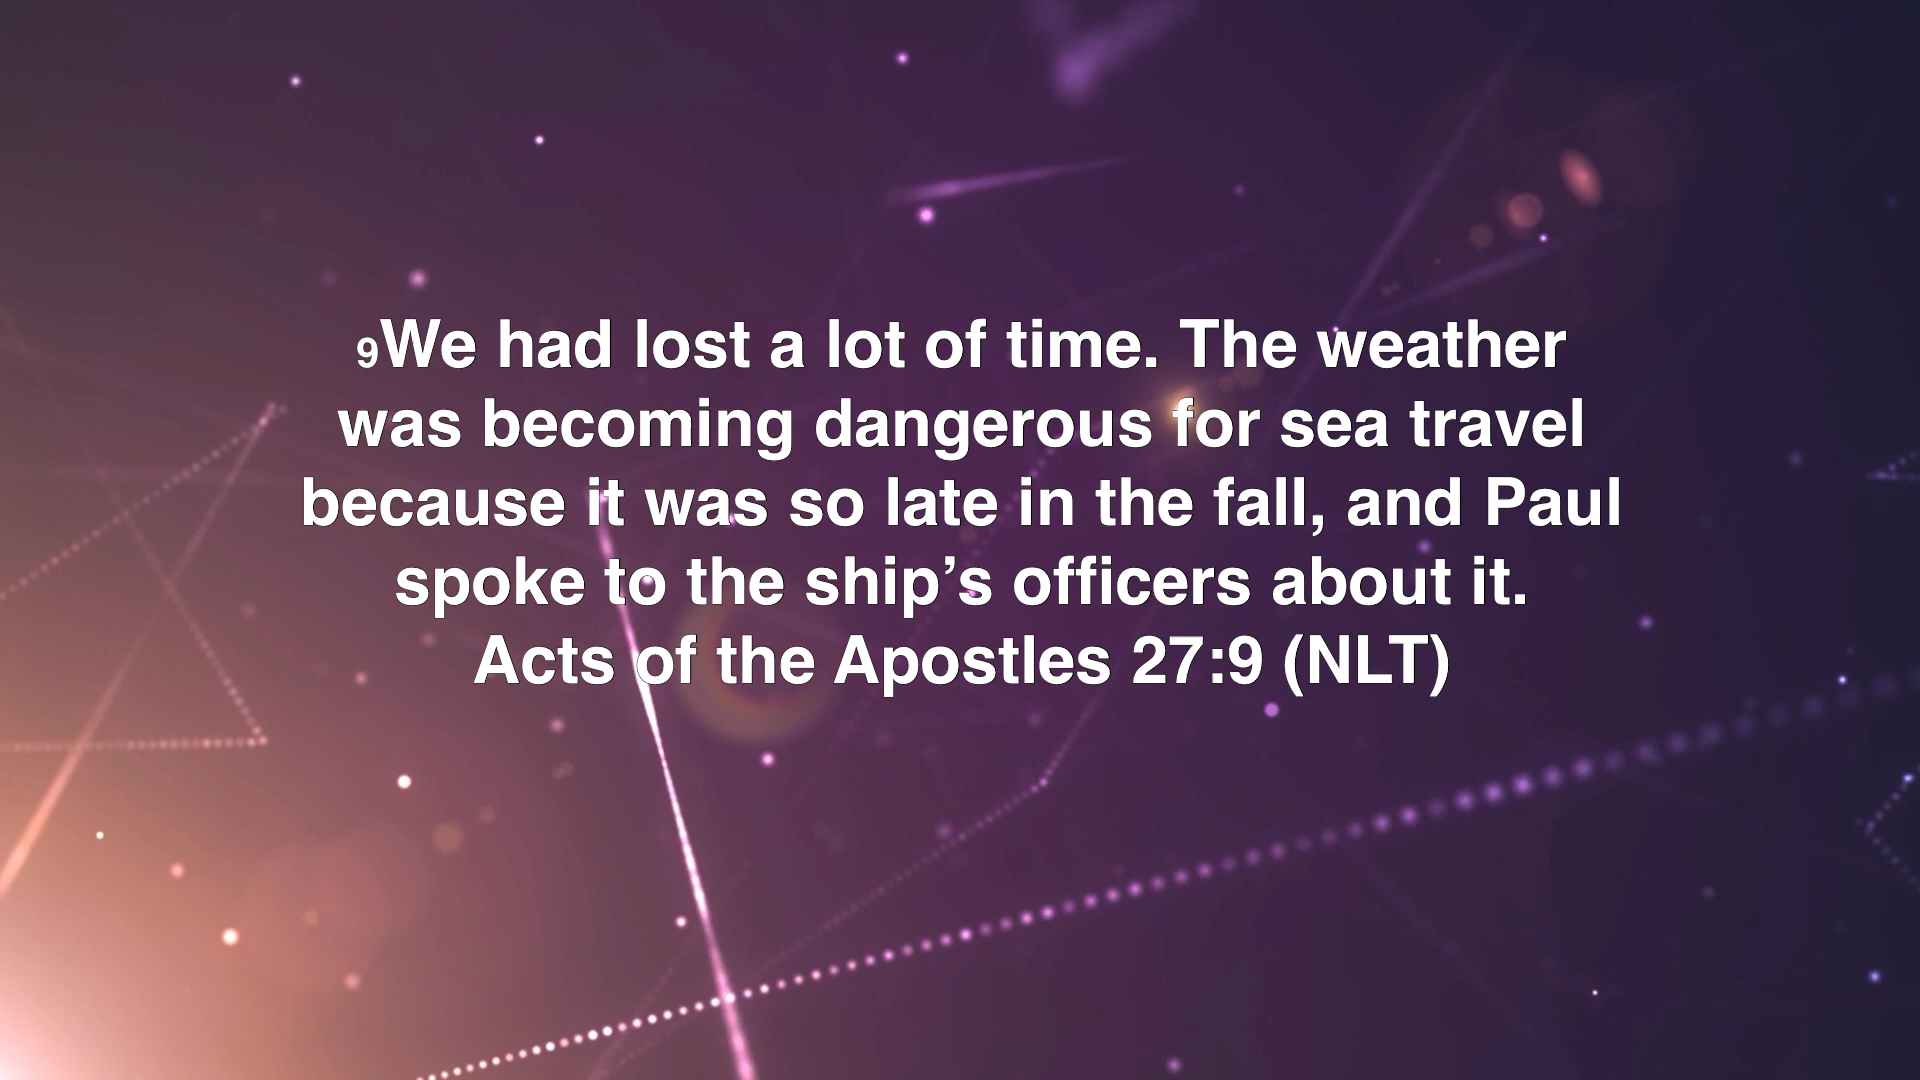 9We had lost a lot of time. The weather
was becoming dangerous for sea travel
because it was so late in the fall, and Paul
spoke to the ship’s officers about it.
Acts of the Apostles 27:9 (NLT)